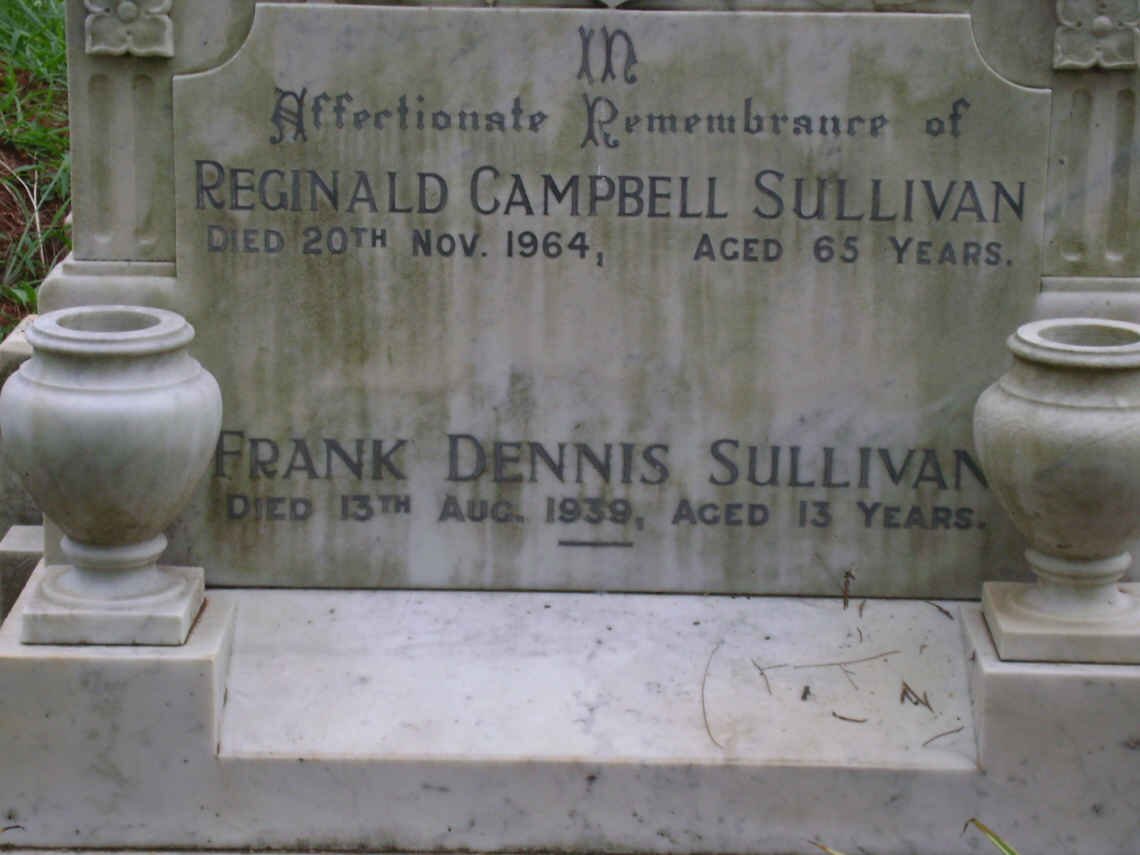 In
Affectionate Remembrance of
REGINALD CAMPBELL SULLIVAN
DIED 20TH NOV. 1964, AGED 65 YEARS.
FRANK DENNIS SULLIVAN
DIED 13TH AUG. 1939, AGED 13 YEARS.